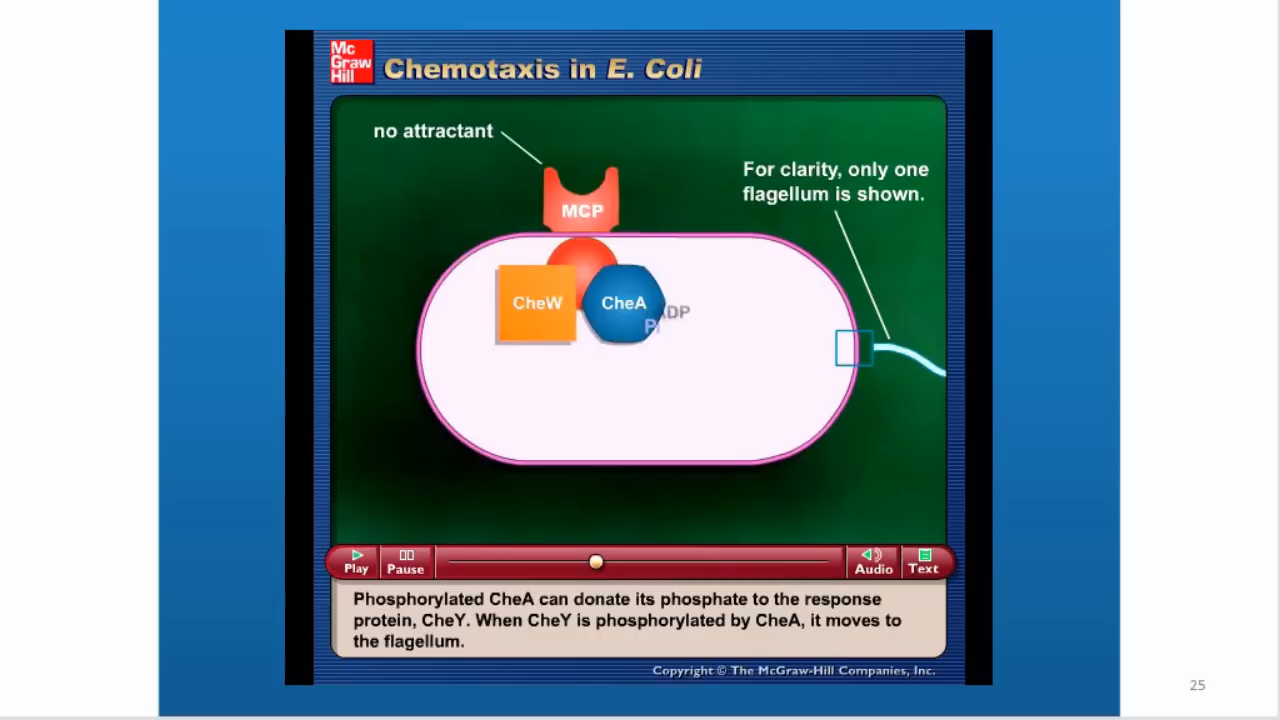 Mc
Graw
Hill
Chemotaxis in E. Coli
no attractant
For clarity, only one
flagellum is shown.
MCP
CheW
CheA
DP
Pi
Play
Pause
Audio
Text
Phosphorylated CheA can donate its phosphate to the response
protein, CheY. When CheY is phosphorylated by CheA, it moves to
the flagellum.
Copyright © The McGraw-Hill Companies, Inc.
25